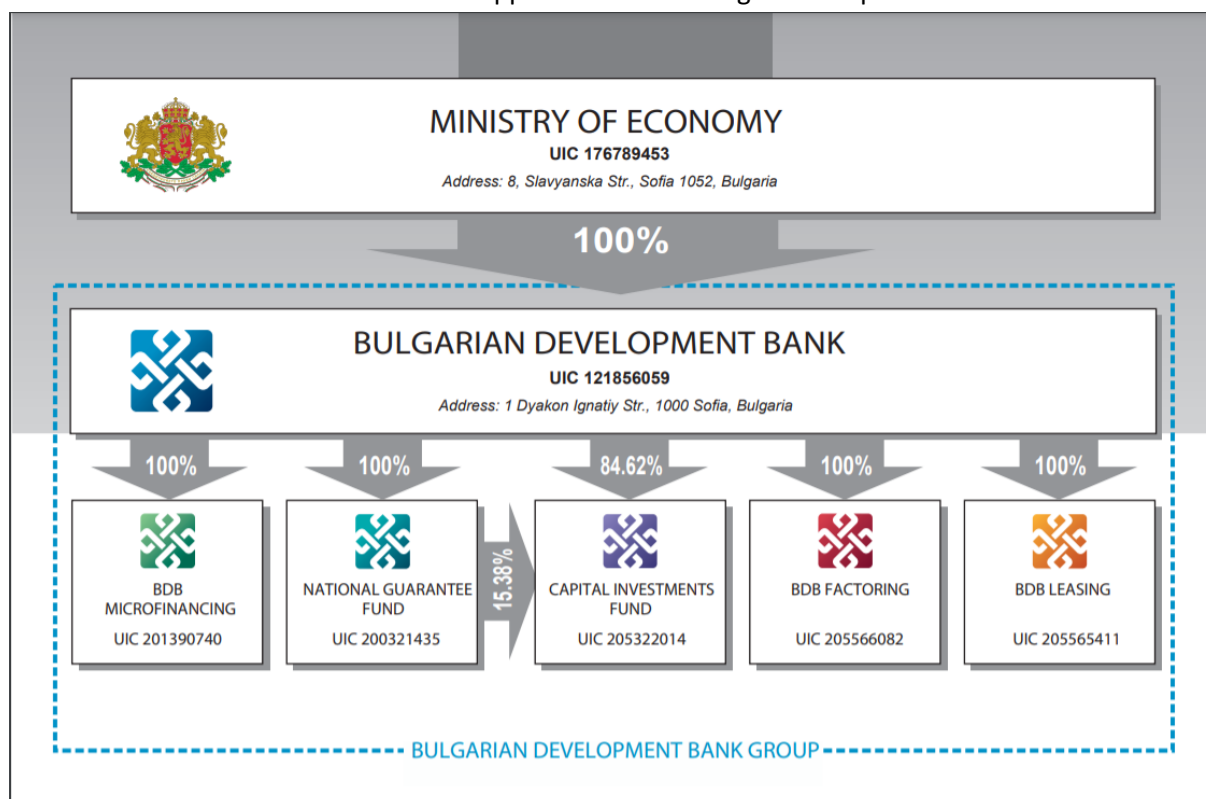 MINISTRY OF ECONOMY
UIC 176789453
Address: 8, Slavyanska Str., Sofia 1052, Bulgaria
100%
BULGARIAN DEVELOPMENT BANK
UIC 121856059
Address: 1 Dyakon Ignatiy Str., 1000 Sofia, Bulgaria
100%
100%
84.62%
100%
100%
BDB
MICROFINANCING
UIC 201390740
NATIONAL GUARANTEE
FUND
UIC 200321435
15.38%
CAPITAL INVESTMENTS
FUND
UIC 205322014
BDB FACTORING
UIC 205566082
BDB LEASING
UIC 205565411
BULGARIAN DEVELOPMENT BANK GROUP